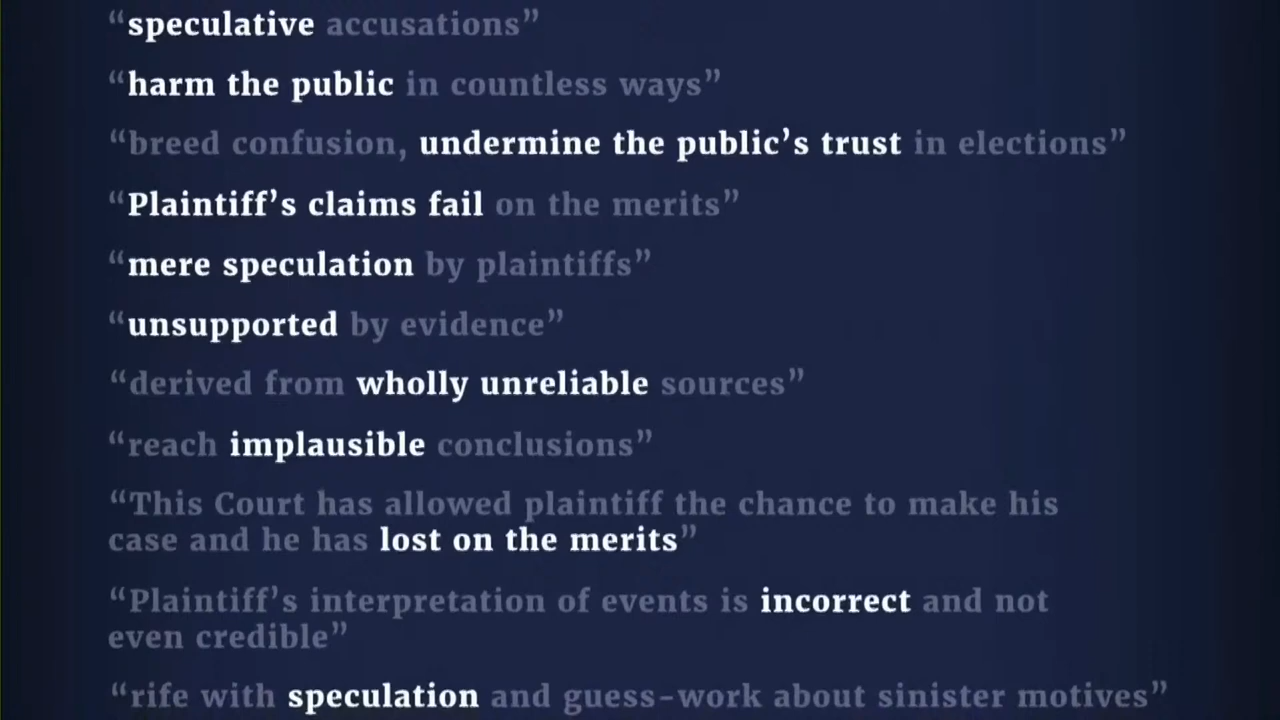 “speculative accusations”
“harm the public in countless ways”
“breed confusion, undermine the public’s trust in elections”
“Plaintiff’s claims fail on the merits”
“mere speculation by plaintiffs”
“unsupported by evidence”
“derived from wholly unreliable sources”
“reach implausible conclusions”
“This Court has allowed plaintiff the chance to make his
case and he has lost on the merits”
“Plaintiff’s interpretation of events is incorrect and not
even credible”
“rife with speculation and guess-work about sinister motives”